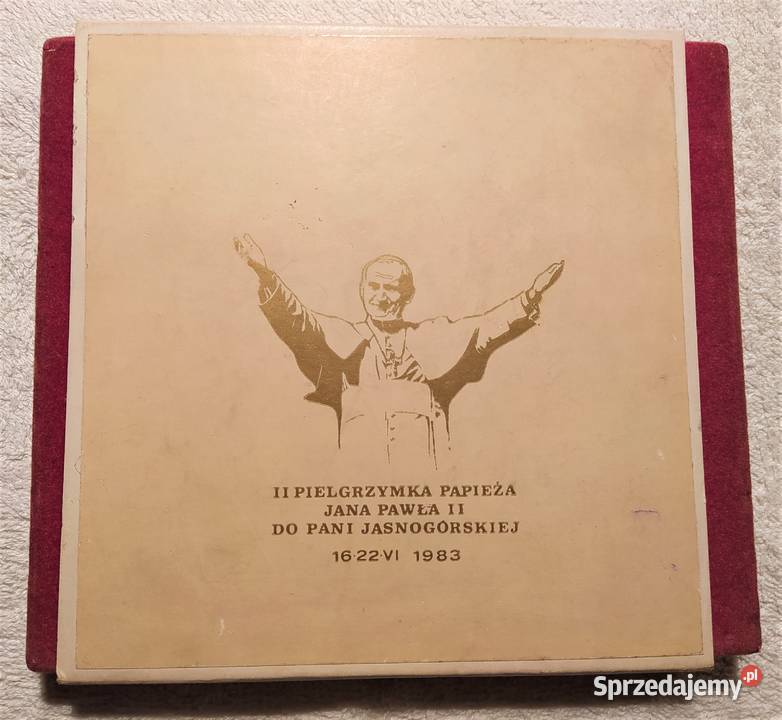 II PIELGRZYMKA PAPIEŻA
JANA PAWŁA II
DO PANI JASNOGÓRSKIEJ
16·22·VI 1983
Sprzedajemy.pl